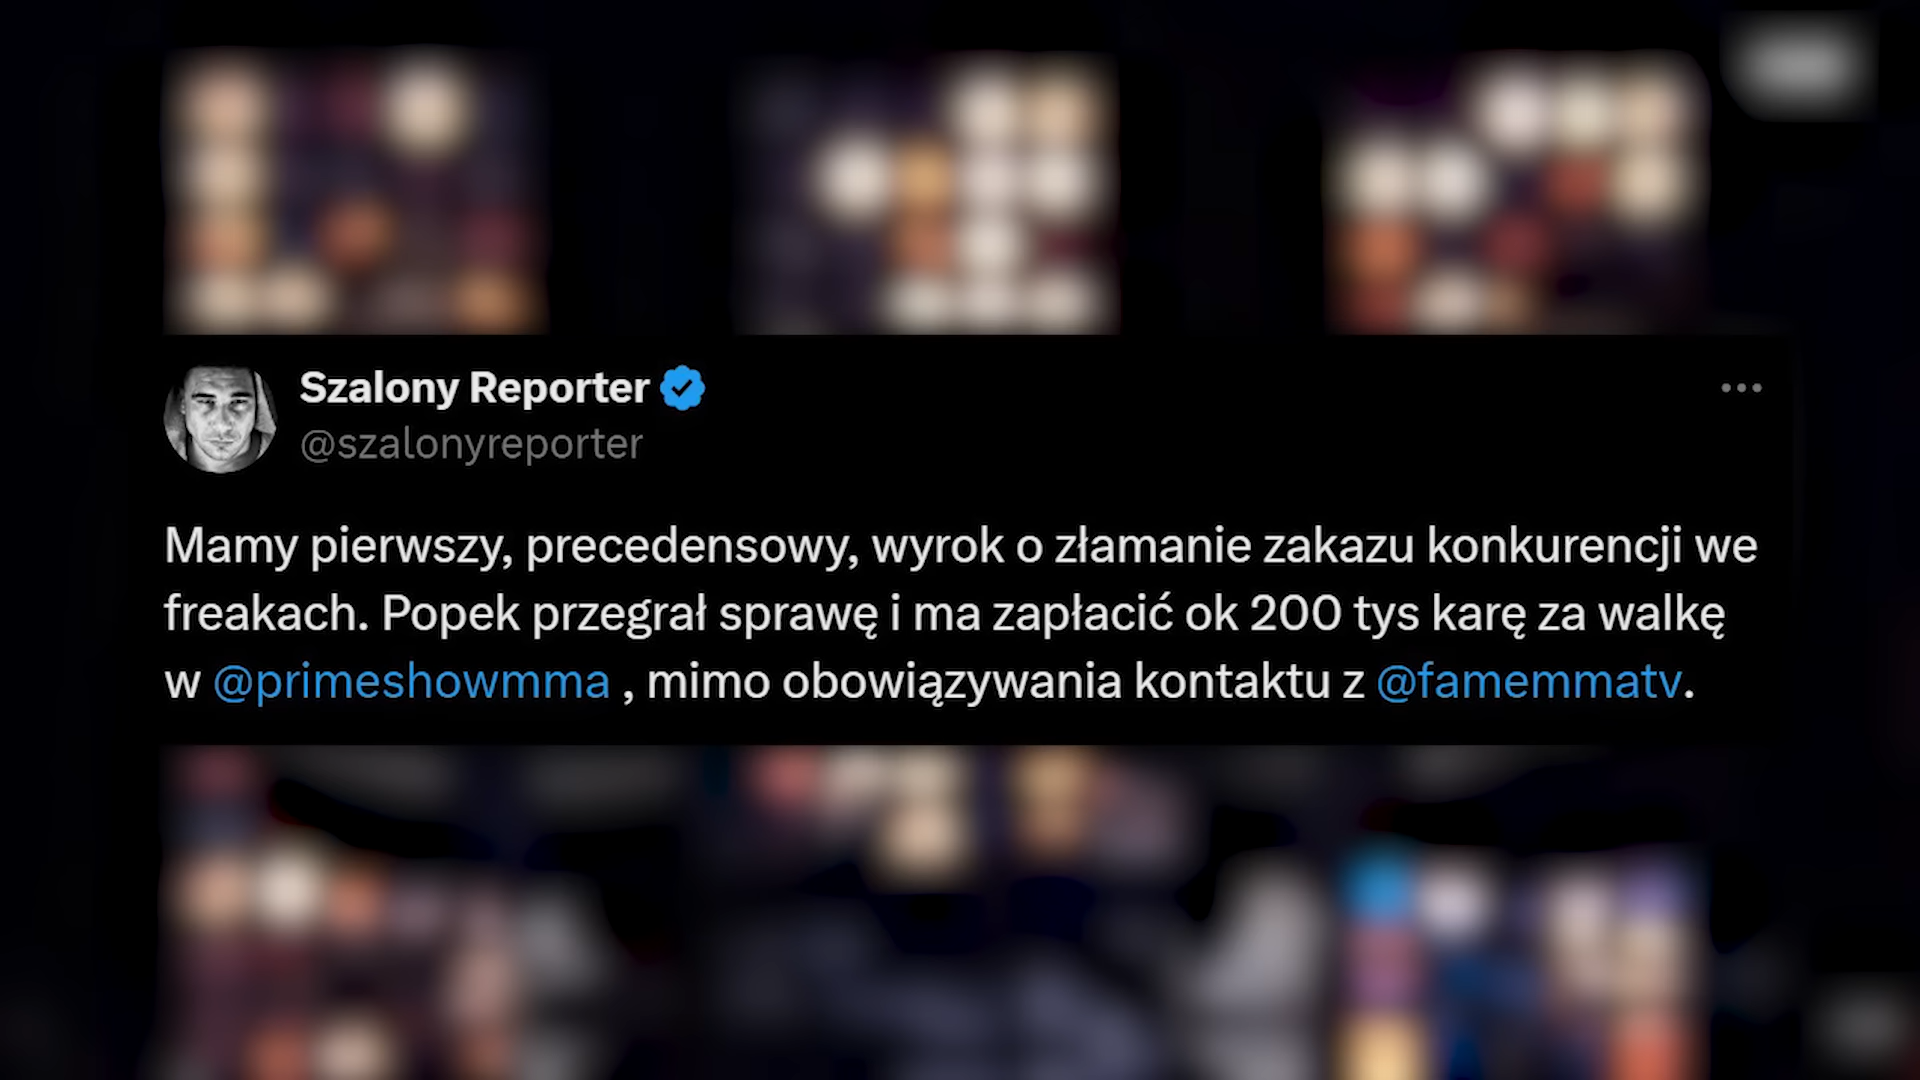 Szalony Reporter
@szalonyreporter
Mamy pierwszy, precedensowy, wyrok o złamanie zakazu konkurencji we
freakach. Popek przegrał sprawę i ma zapłacić ok 200 tys karę za walkę
w @primeshowmma , mimo obowiązywania kontaktu z @famemmatv.